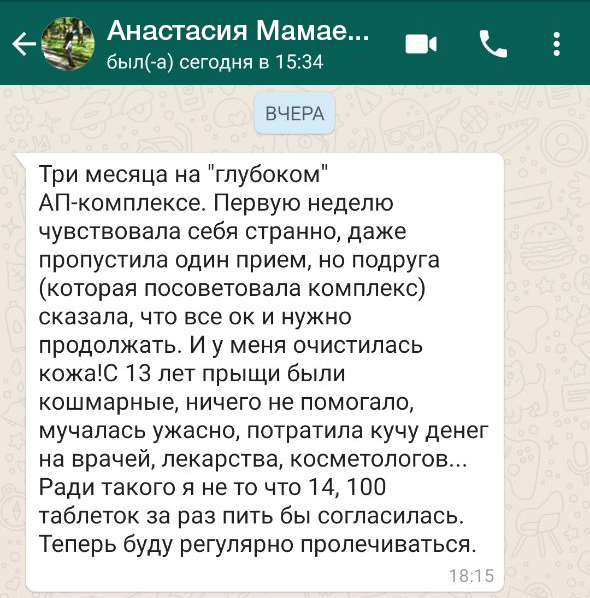 Анастасия Мамае...
был(-а) сегодня в 15:34
ВЧЕРА
Три месяца на "глубоком"
АП-комплексе. Первую неделю
чувствовала себя странно, даже
пропустила один прием, но подруга
(которая посоветовала комплекс)
сказала, что все ок и нужно
продолжать. И у меня очистилась
кожа!С 13 лет прыщи были
кошмарные, ничего не помогало,
мучалась ужасно, потратила кучу денег
на врачей, лекарства, косметологов...
Ради такого я не то что 14, 100
таблеток за раз пить бы согласилась.
Теперь буду регулярно пролечиваться.
18:15